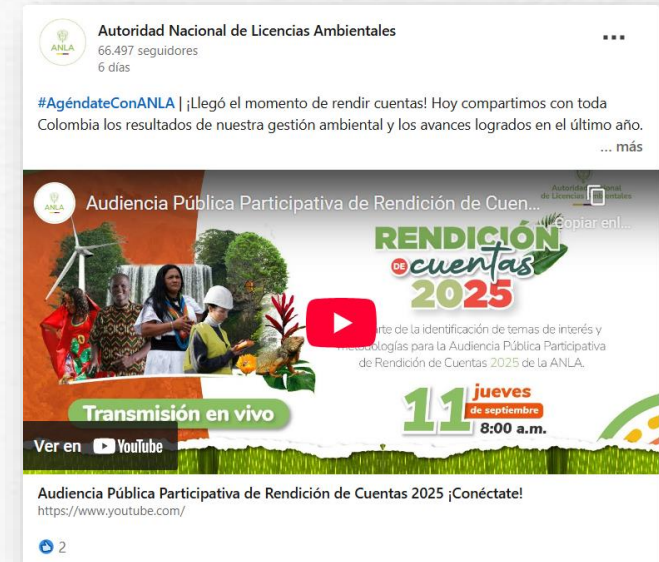 Autoridad Nacional de Licencias Ambientales
66.497 seguidores
6 días
ANLA
#AgéndateConANLA | ¡Llegó el momento de rendir cuentas! Hoy compartimos con toda
Colombia los resultados de nuestra gestión ambiental y los avances logrados en el último año.
... más
ANLA
Audiencia Pública Participativa de Rendición de Cuen...
Copiar enl...
RENDICIÓN
DE cuentas
2025
rte de la identificación de temas de interés y
ologías para la Audiencia Pública Participativa
de Rendición de Cuentas 2025 de la ANLA.
11 jueves
de septiembre
8:00 a.m.
Transmisión en vivo
Ver en YouTube
Audiencia Pública Participativa de Rendición de Cuentas 2025 ¡Conéctate!
https://www.youtube.com/
2